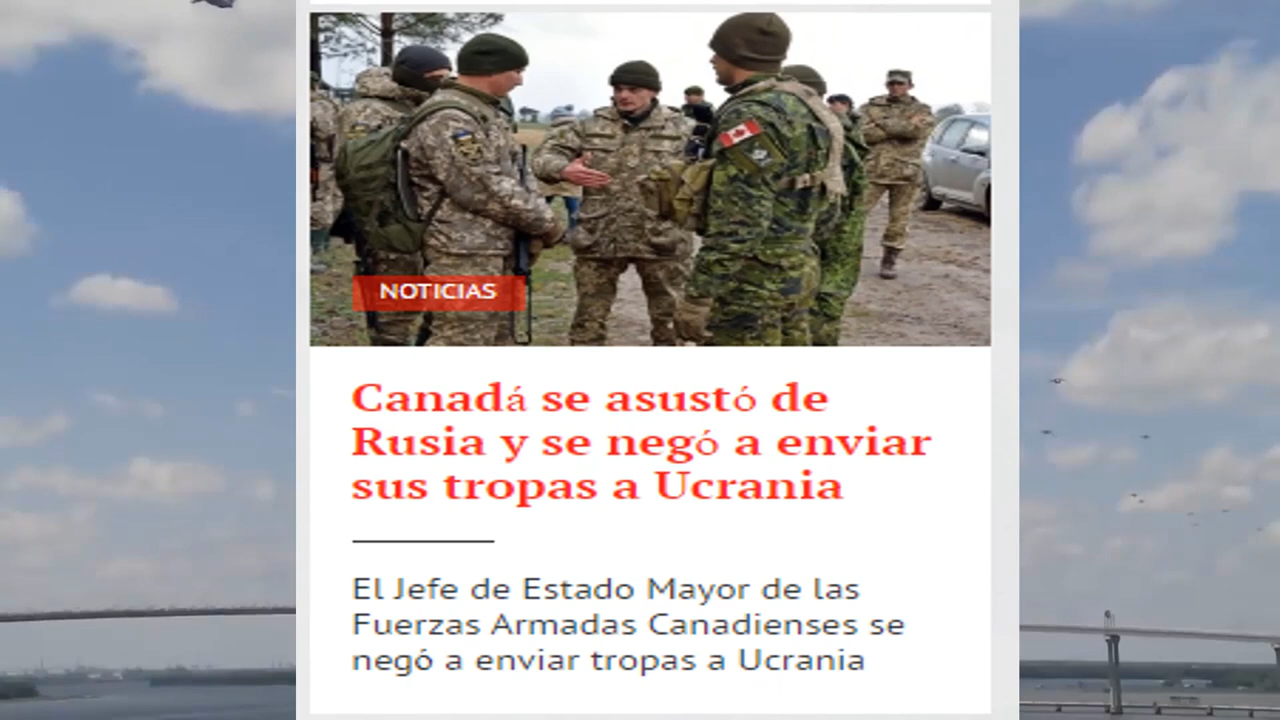 NOTICIAS
Canadá se asustó de
Rusia y se negó a enviar
sus tropas a Ucrania
El Jefe de Estado Mayor de las
Fuerzas Armadas Canadienses se
negó a enviar tropas a Ucrania